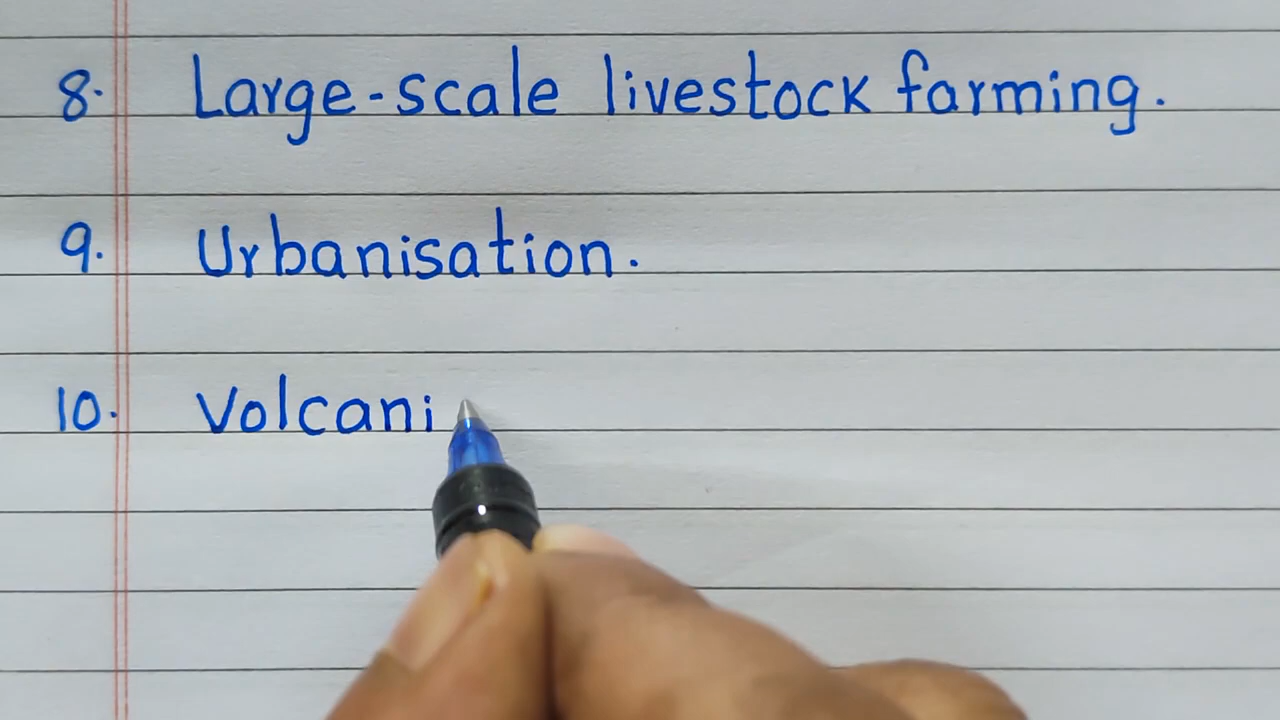 8. Large-scale livestock farming.
9. Urbanisation.
10. Volcani